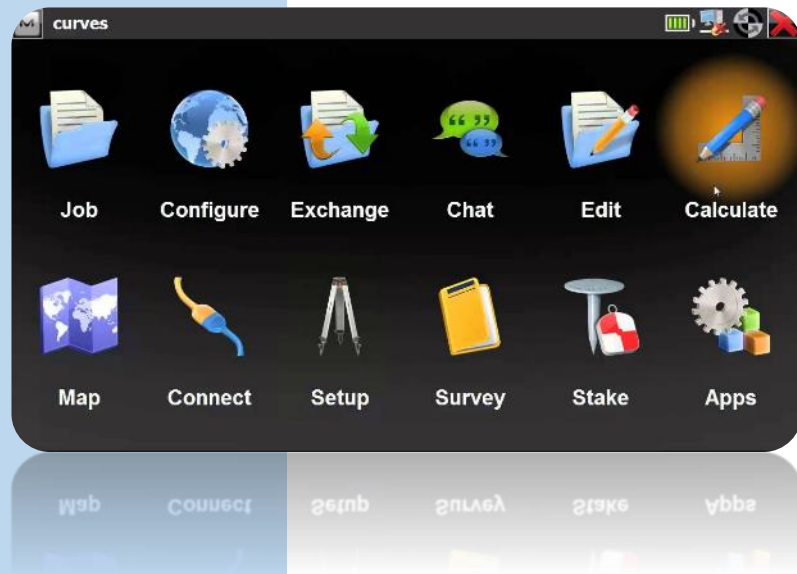 curves
Job Configure Exchange Chat Edit Calculate
Map Connect Setup Survey Stake Apps